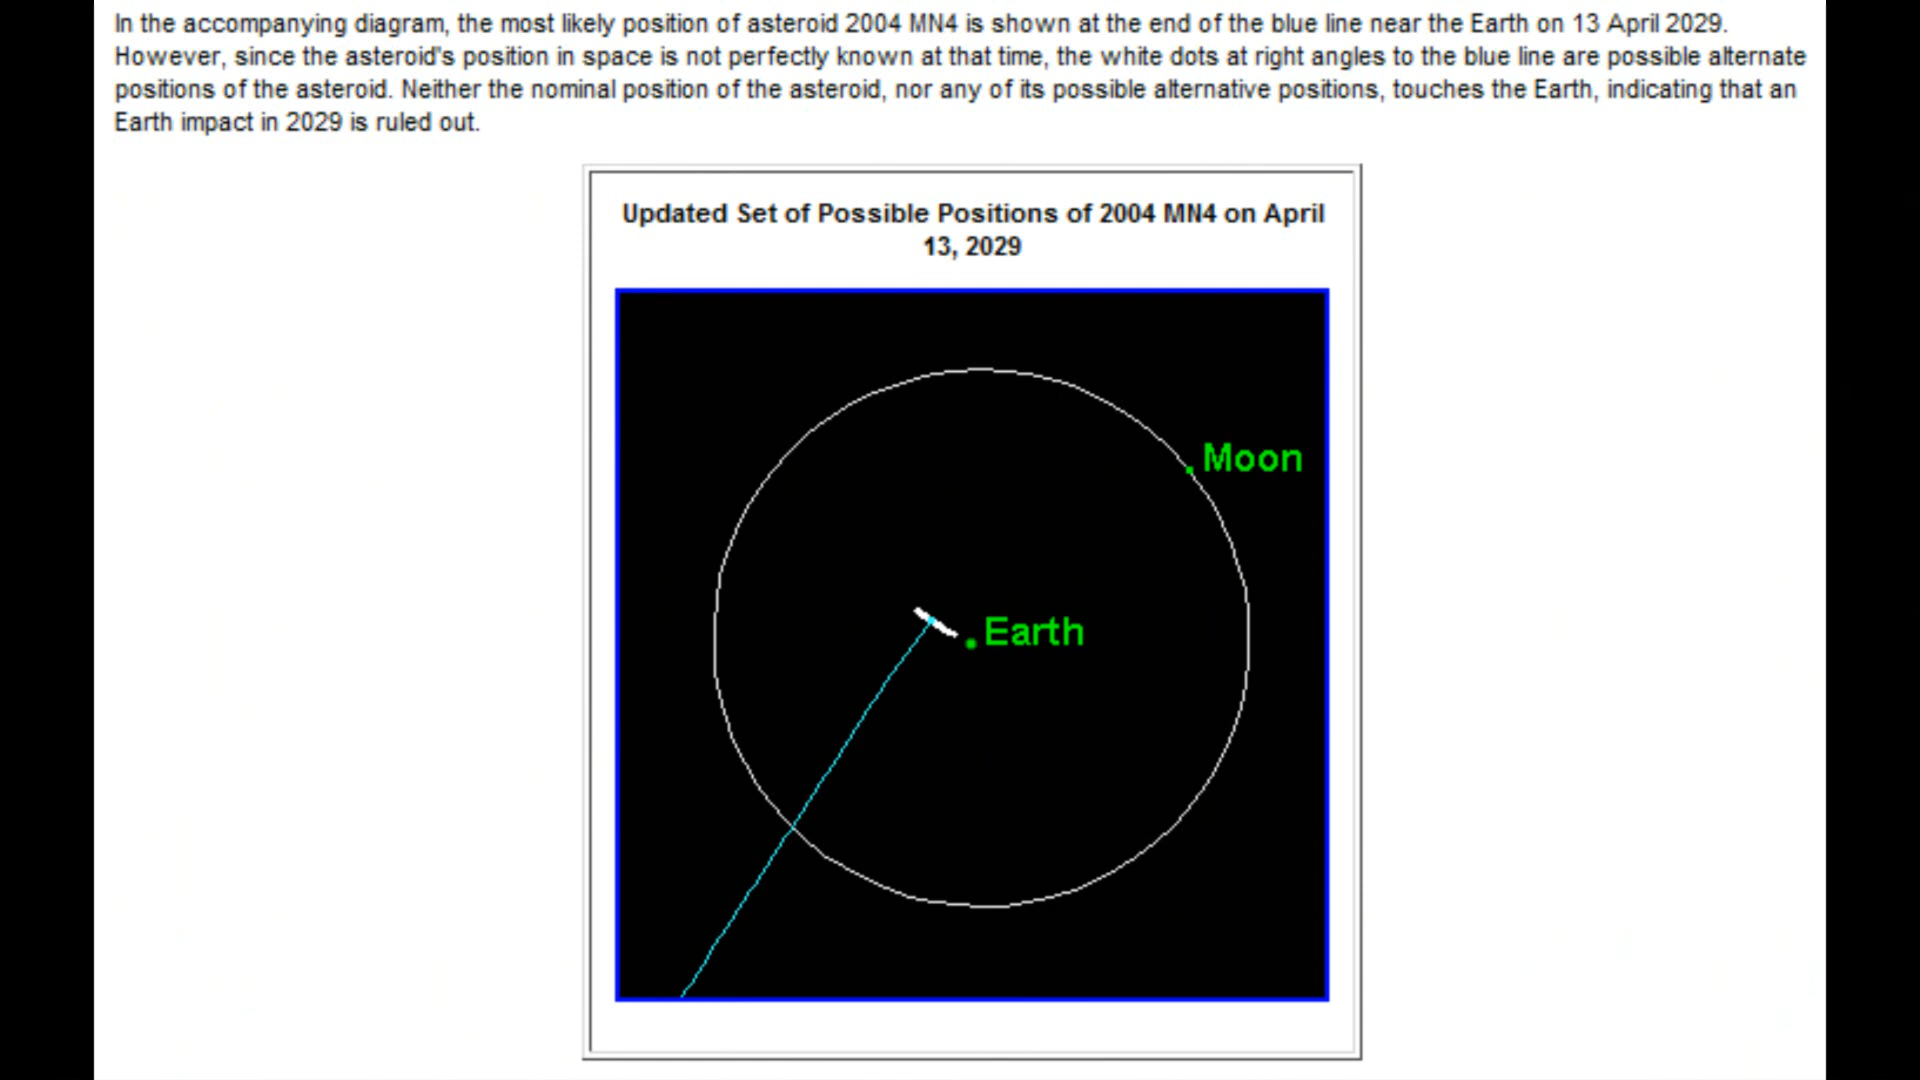 In the accompanying diagram, the most likely position of asteroid 2004 MN4 is shown at the end of the blue line near the Earth on 13 April 2029.
However, since the asteroid's position in space is not perfectly known at that time, the white dots at right angles to the blue line are possible alternate
positions of the asteroid. Neither the nominal position of the asteroid, nor any of its possible alternative positions, touches the Earth, indicating that an
Earth impact in 2029 is ruled out.
Updated Set of Possible Positions of 2004 MN4 on April
13, 2029
Moon
Earth